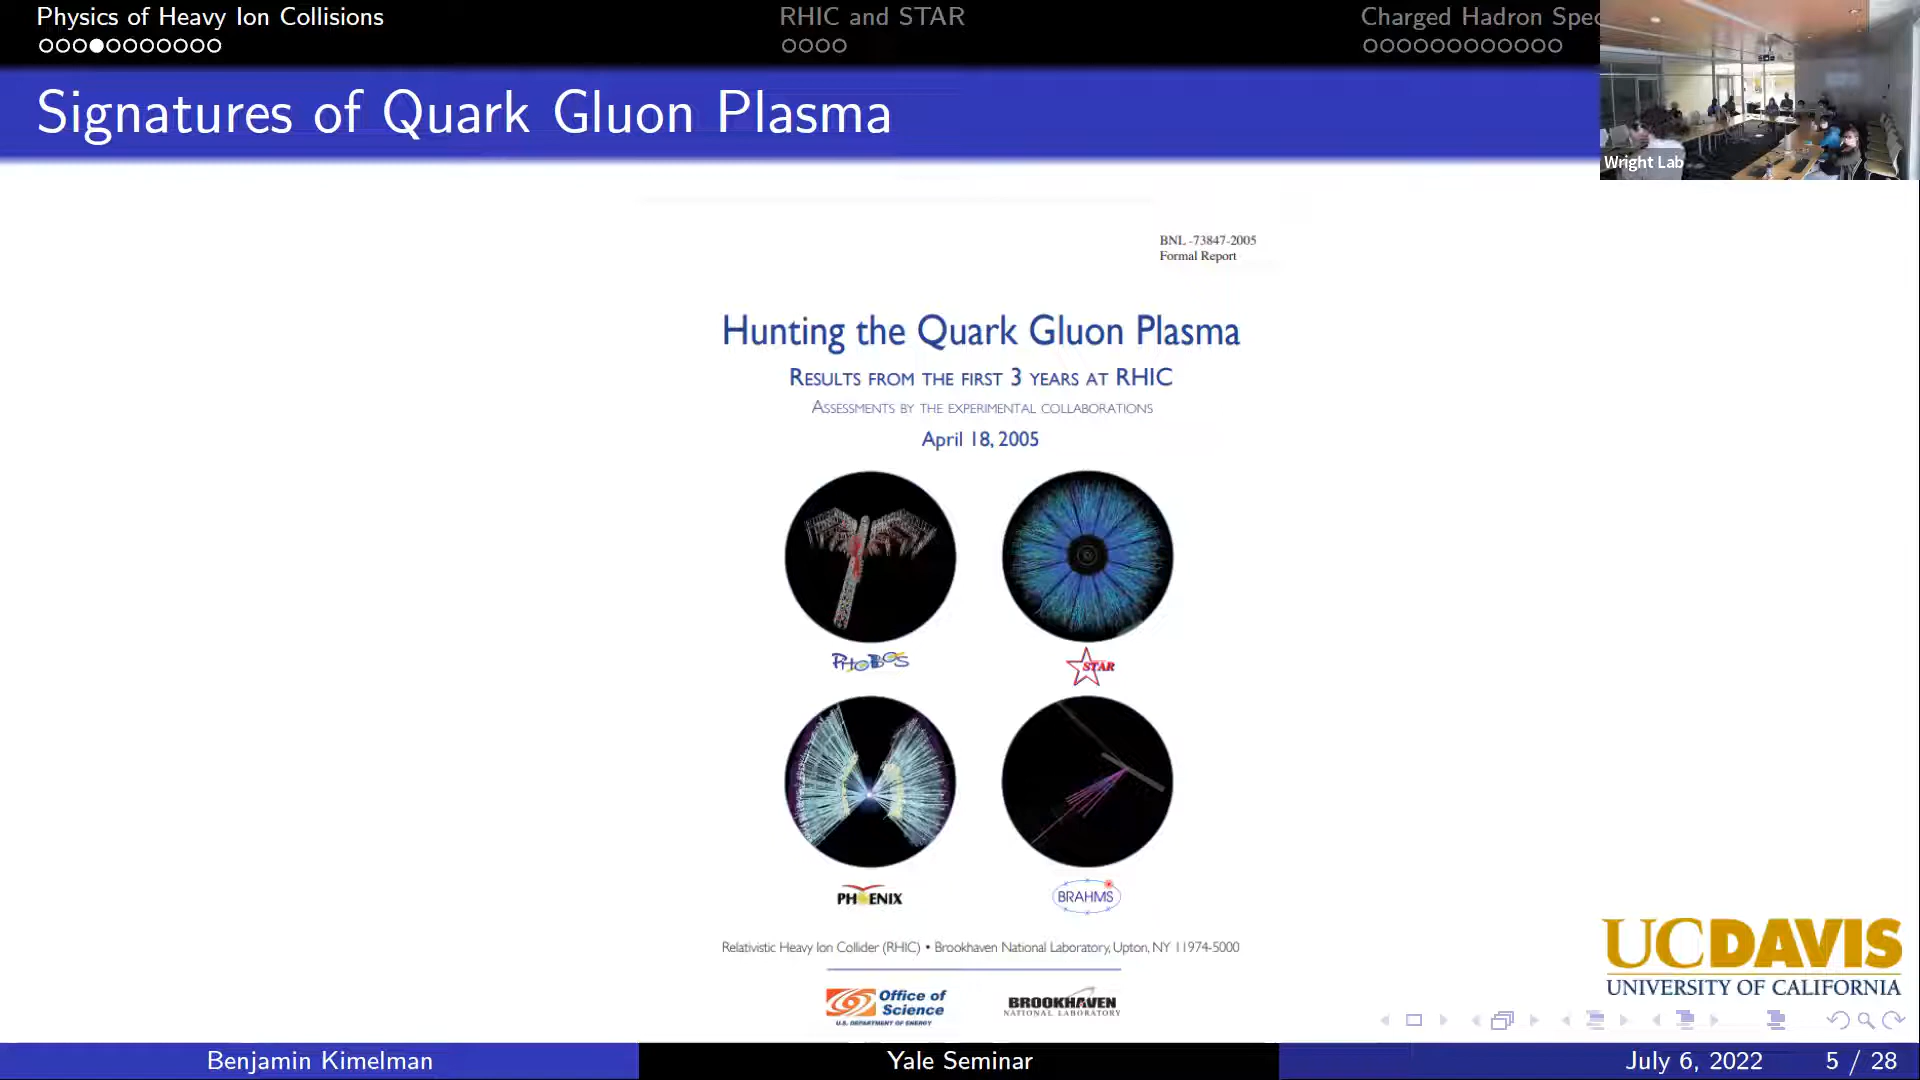 Physics of Heavy Ion Collisions
RHIC and STAR
Charged Hadron Spec
Signatures of Quark Gluon Plasma
Wright Lab
BNL -73847-2005
Formal Report
Hunting the Quark Gluon Plasma
RESULTS FROM THE FIRST 3 YEARS AT RHIC
ASSESSMENTS BY THE EXPERIMENTAL COLLABORATIONS
April 18, 2005
PHOBOS
STAR
PHENIX
BRAHMS
Relativistic Heavy Ion Collider (RHIC) • Brookhaven National Laboratory, Upton, NY 11974-5000
Office of
Science
U.S. DEPARTMENT OF ENERGY
BROOKHAVEN
NATIONAL LABORATORY
UCDAVIS
UNIVERSITY OF CALIFORNIA
Benjamin Kimelman
Yale Seminar
July 6, 2022
5 / 28